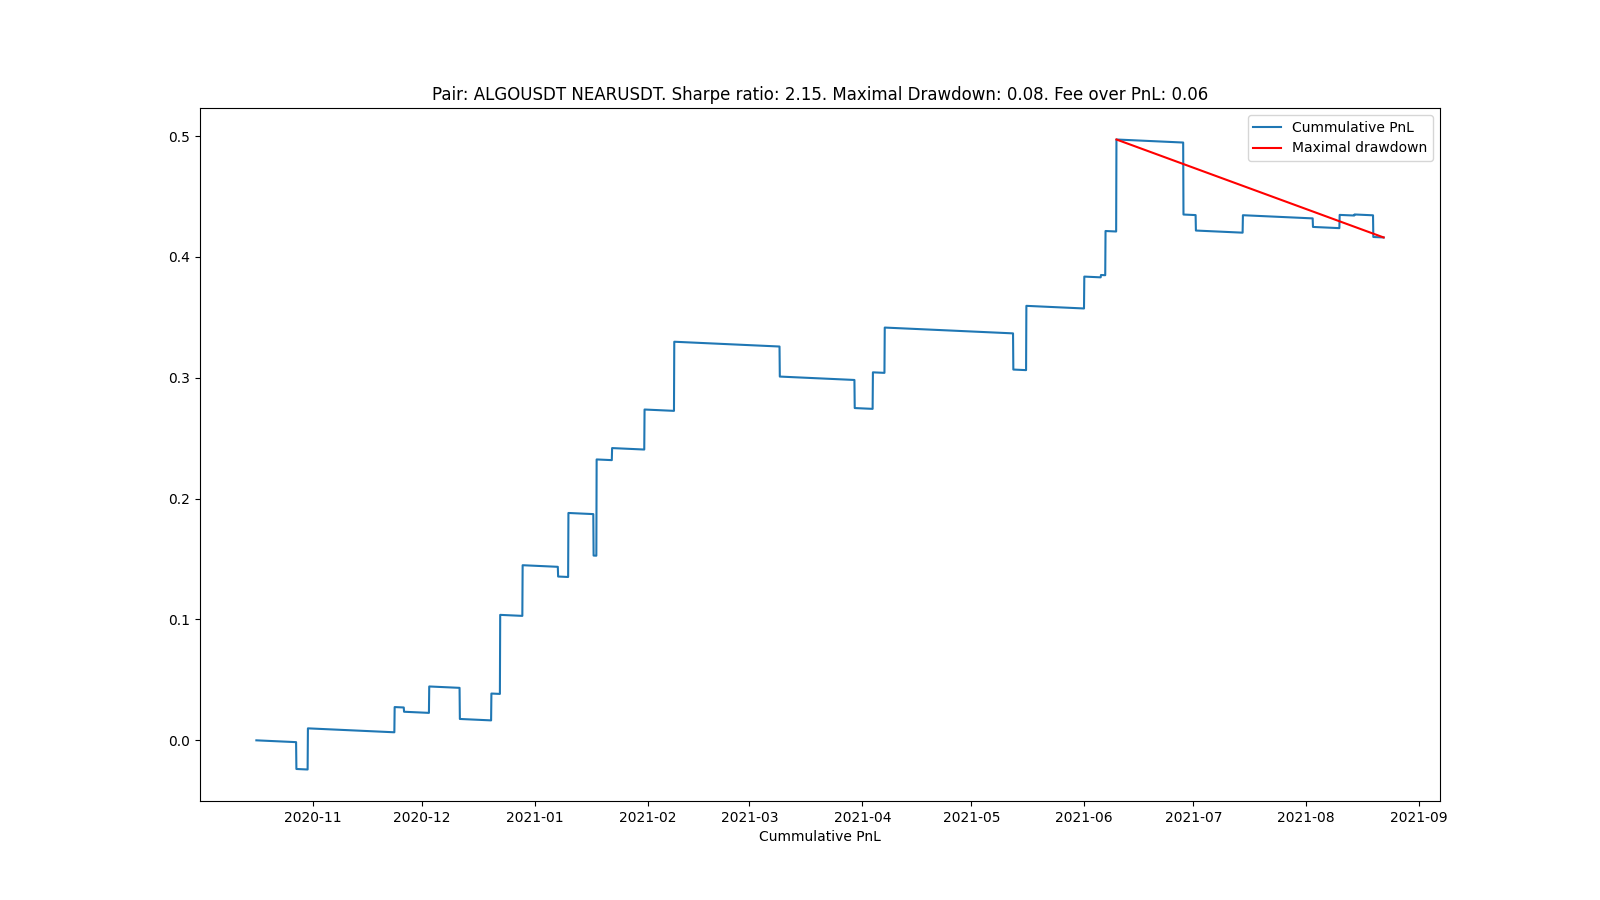 Pair: ALGOUSDT NEARUSDT. Sharpe ratio: 2.15. Maximal Drawdown: 0.08. Fee over PnL: 0.06
Cummulative PnL
Maximal drawdown
0.5
0.4
0.3
0.2
0.1
0.0
2020-11 2020-12 2021-01 2021-02 2021-03 2021-04 2021-05 2021-06 2021-07 2021-08 2021-09
Cummulative PnL